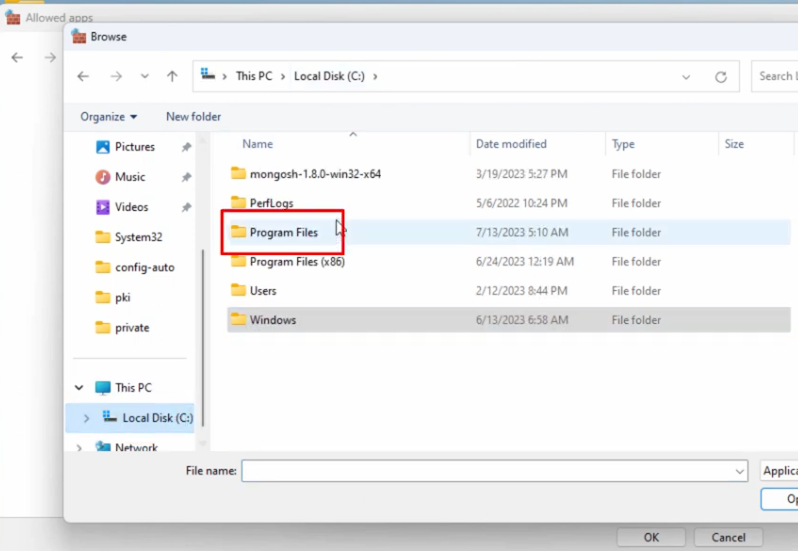 Allowed apps
Browse
This PC > Local Disk (C:) >
Search
Organize
New folder
Name
Date modified
Type
Size
Pictures
Music
Videos
System32
config-auto
pki
private
This PC
Local Disk (C:)
Network
mongosh-1.8.0-win32-x64 3/19/2023 5:27 PM File folder
PerfLogs 5/6/2022 10:24 PM File folder
Program Files 7/13/2023 5:10 AM File folder
Program Files (x86) 6/24/2023 12:19 AM File folder
Users 2/12/2023 8:44 PM File folder
Windows 6/13/2023 6:58 AM File folder
File name:
Applica
Op
OK
Cancel